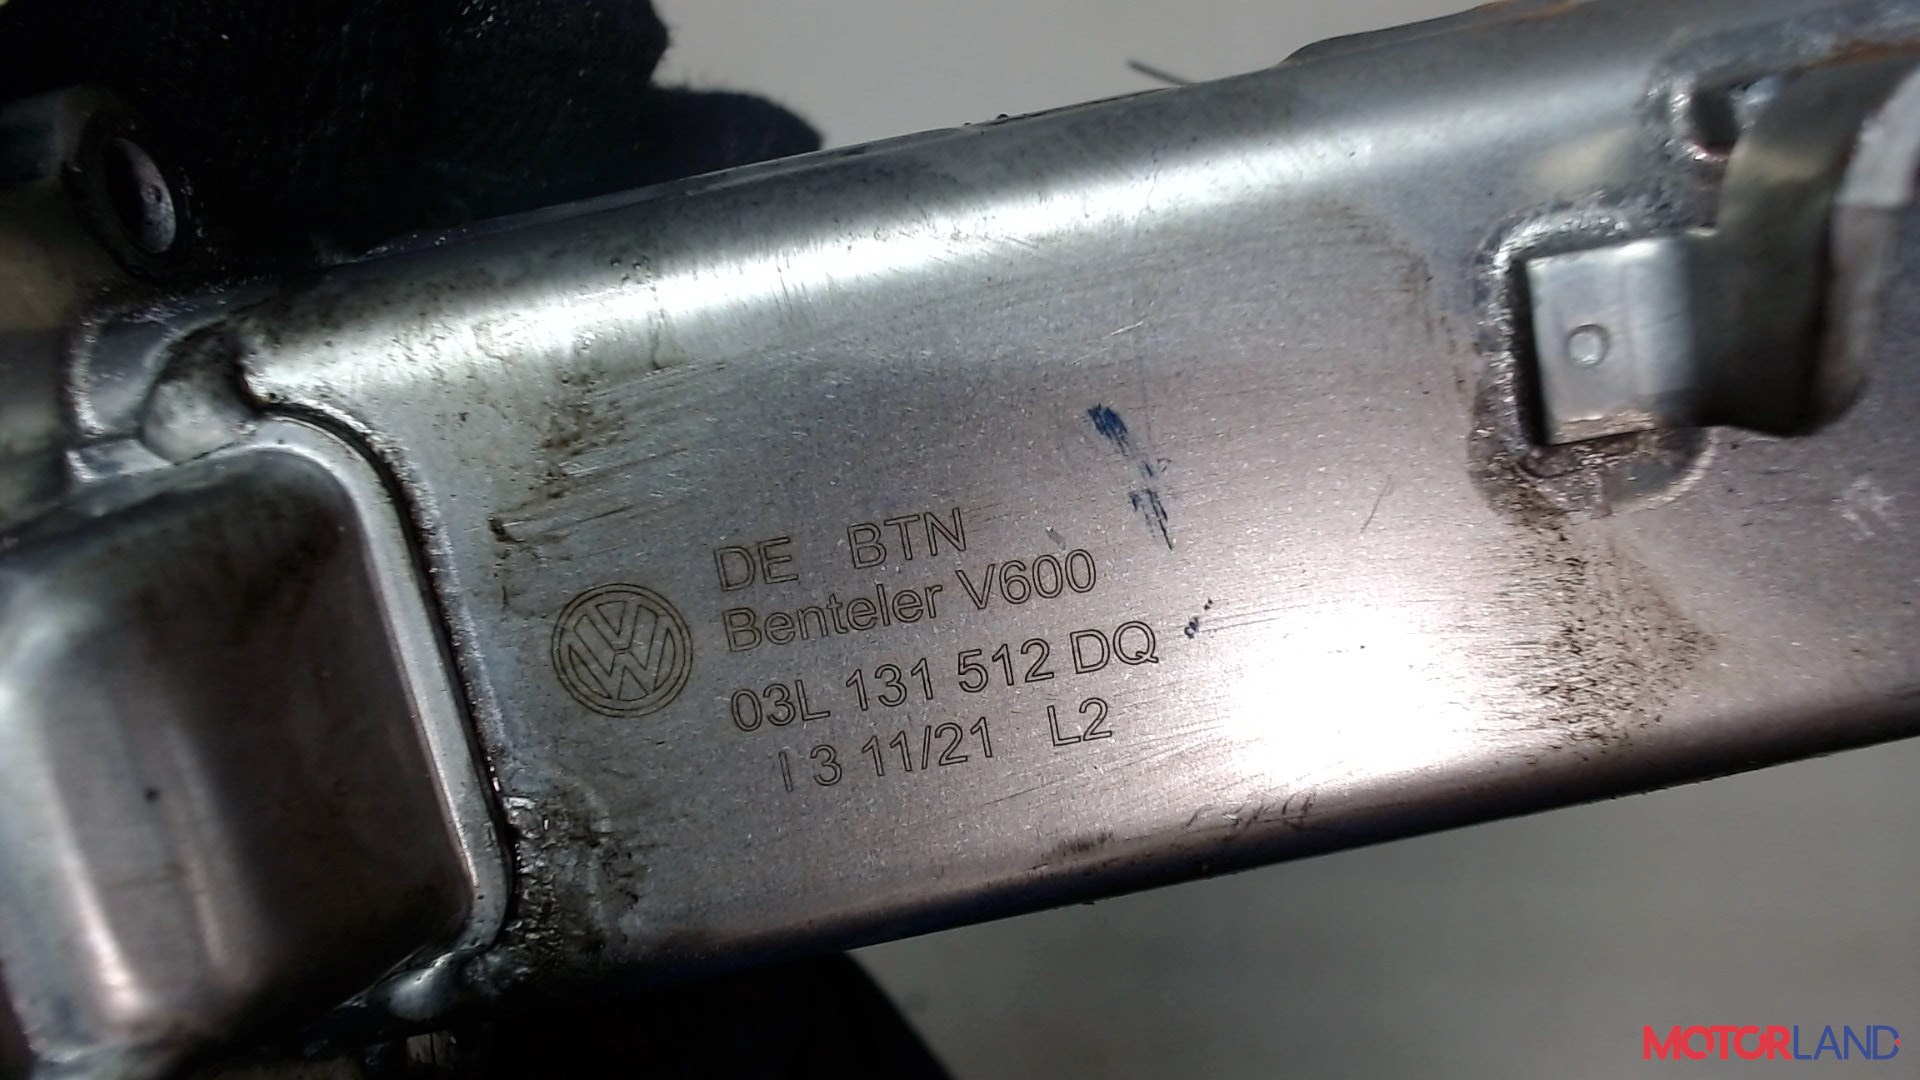 DE BTN
Benteler V600
03L 131 512 DQ
I 3 11/21 L2
MOTORLAND